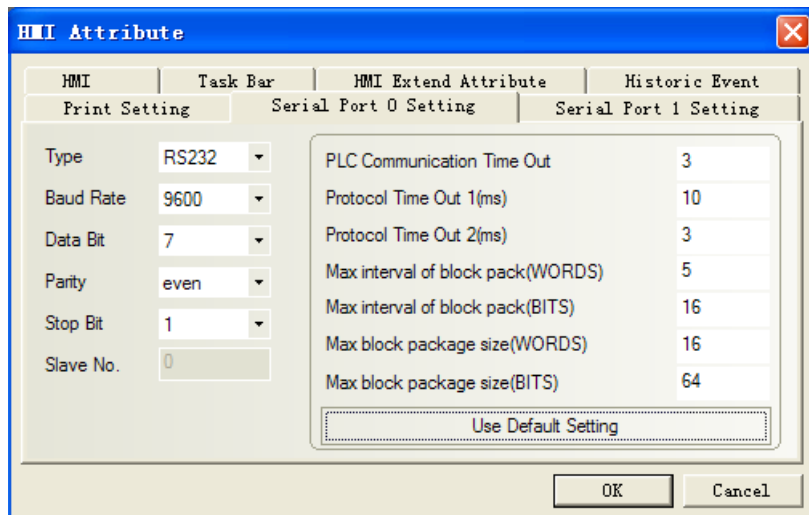 HMI Attribute
HMI
Task Bar
HMI Extend Attribute
Historic Event
Print Setting
Serial Port 0 Setting
Serial Port 1 Setting
Type RS232
Baud Rate 9600
Data Bit 7
Parity even
Stop Bit 1
Slave No. 0
PLC Communication Time Out 3
Protocol Time Out 1(ms) 10
Protocol Time Out 2(ms) 3
Max interval of block pack(WORDS) 5
Max interval of block pack(BITS) 16
Max block package size(WORDS) 16
Max block package size(BITS) 64
Use Default Setting
OK Cancel